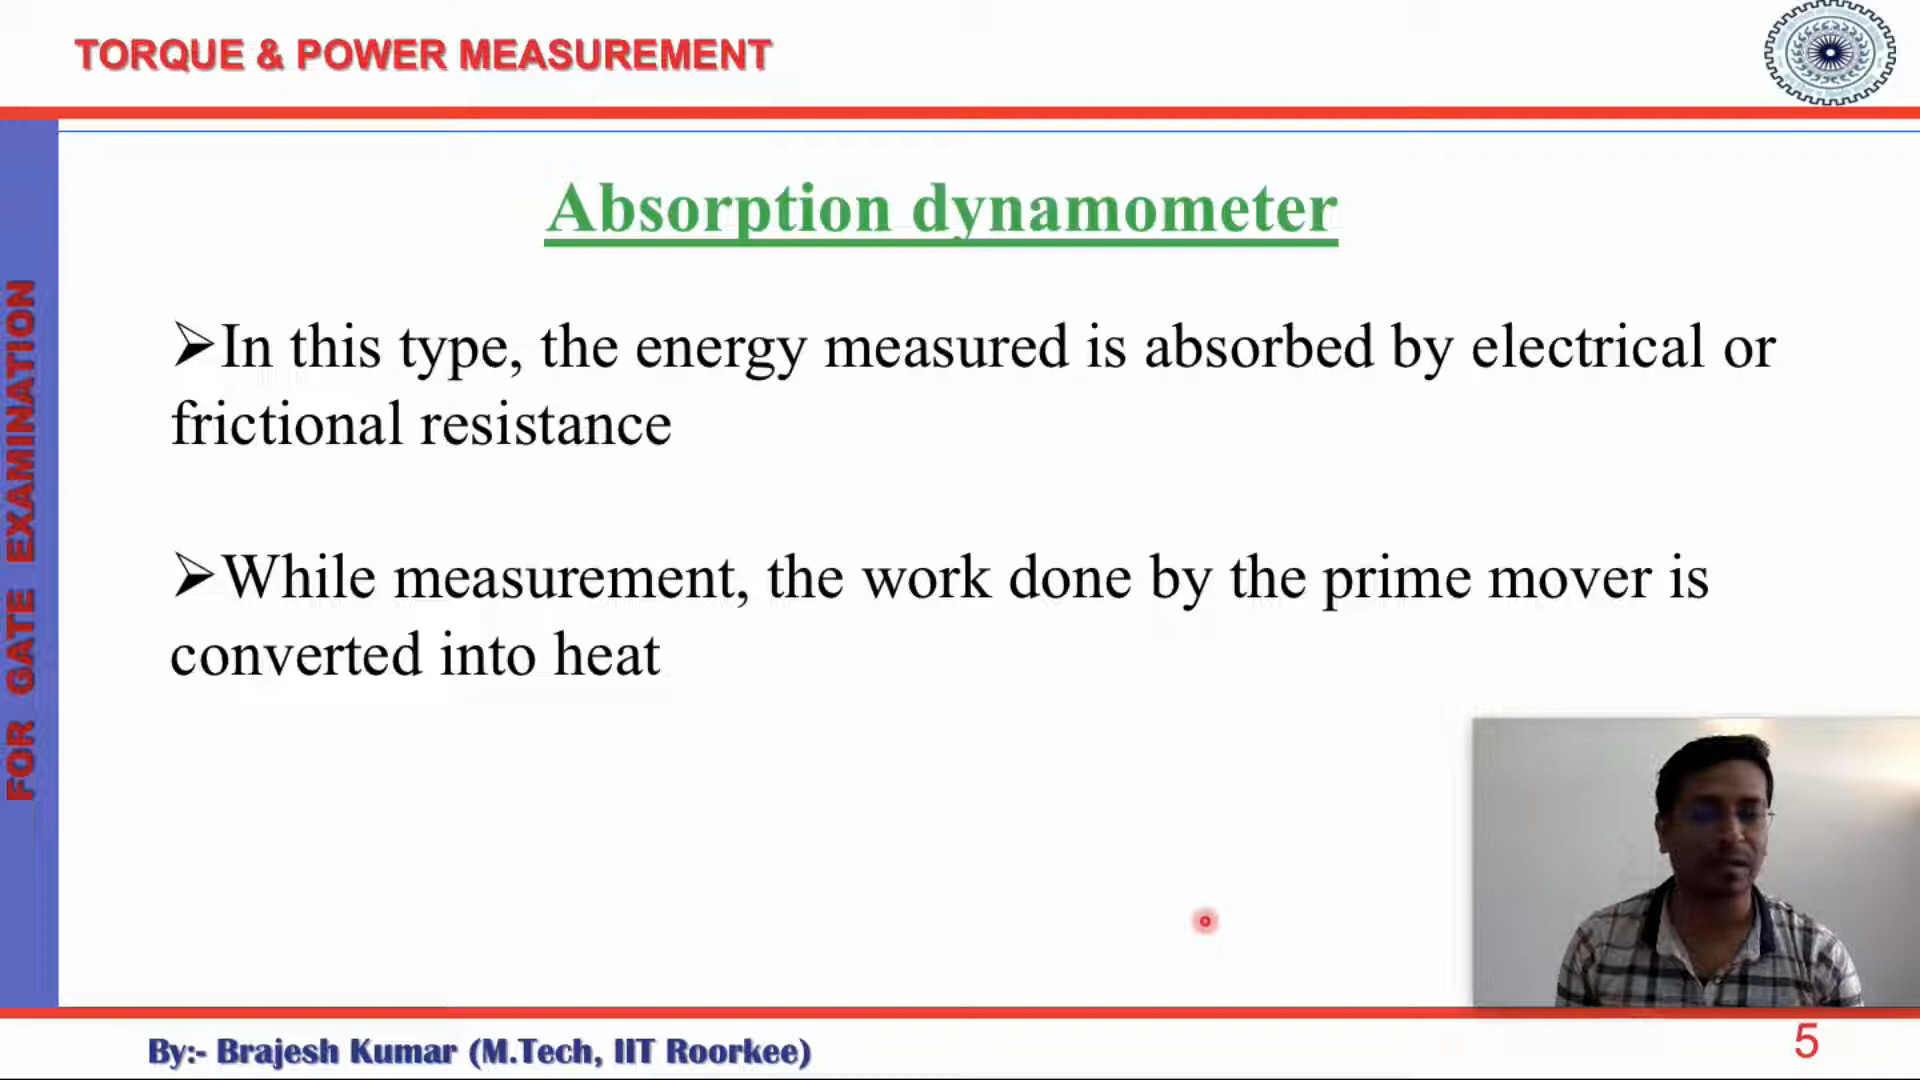 TORQUE & POWER MEASUREMENT
Absorption dynamometer
➢In this type, the energy measured is absorbed by electrical or
frictional resistance
➢While measurement, the work done by the prime mover is
converted into heat
FOR GATE EXAMINATION
By:- Brajesh Kumar (M.Tech, IIT Roorkee)
5